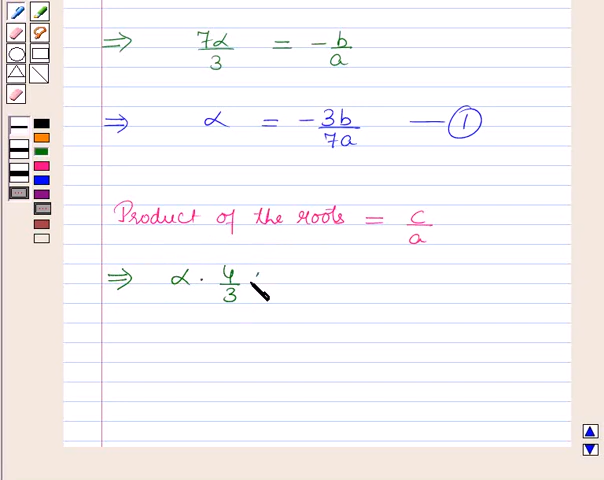 ⇒ 7α/3 = -b/a
⇒ α = -3b/7a — ①
Product of the roots = c/a
⇒ α · 4/3